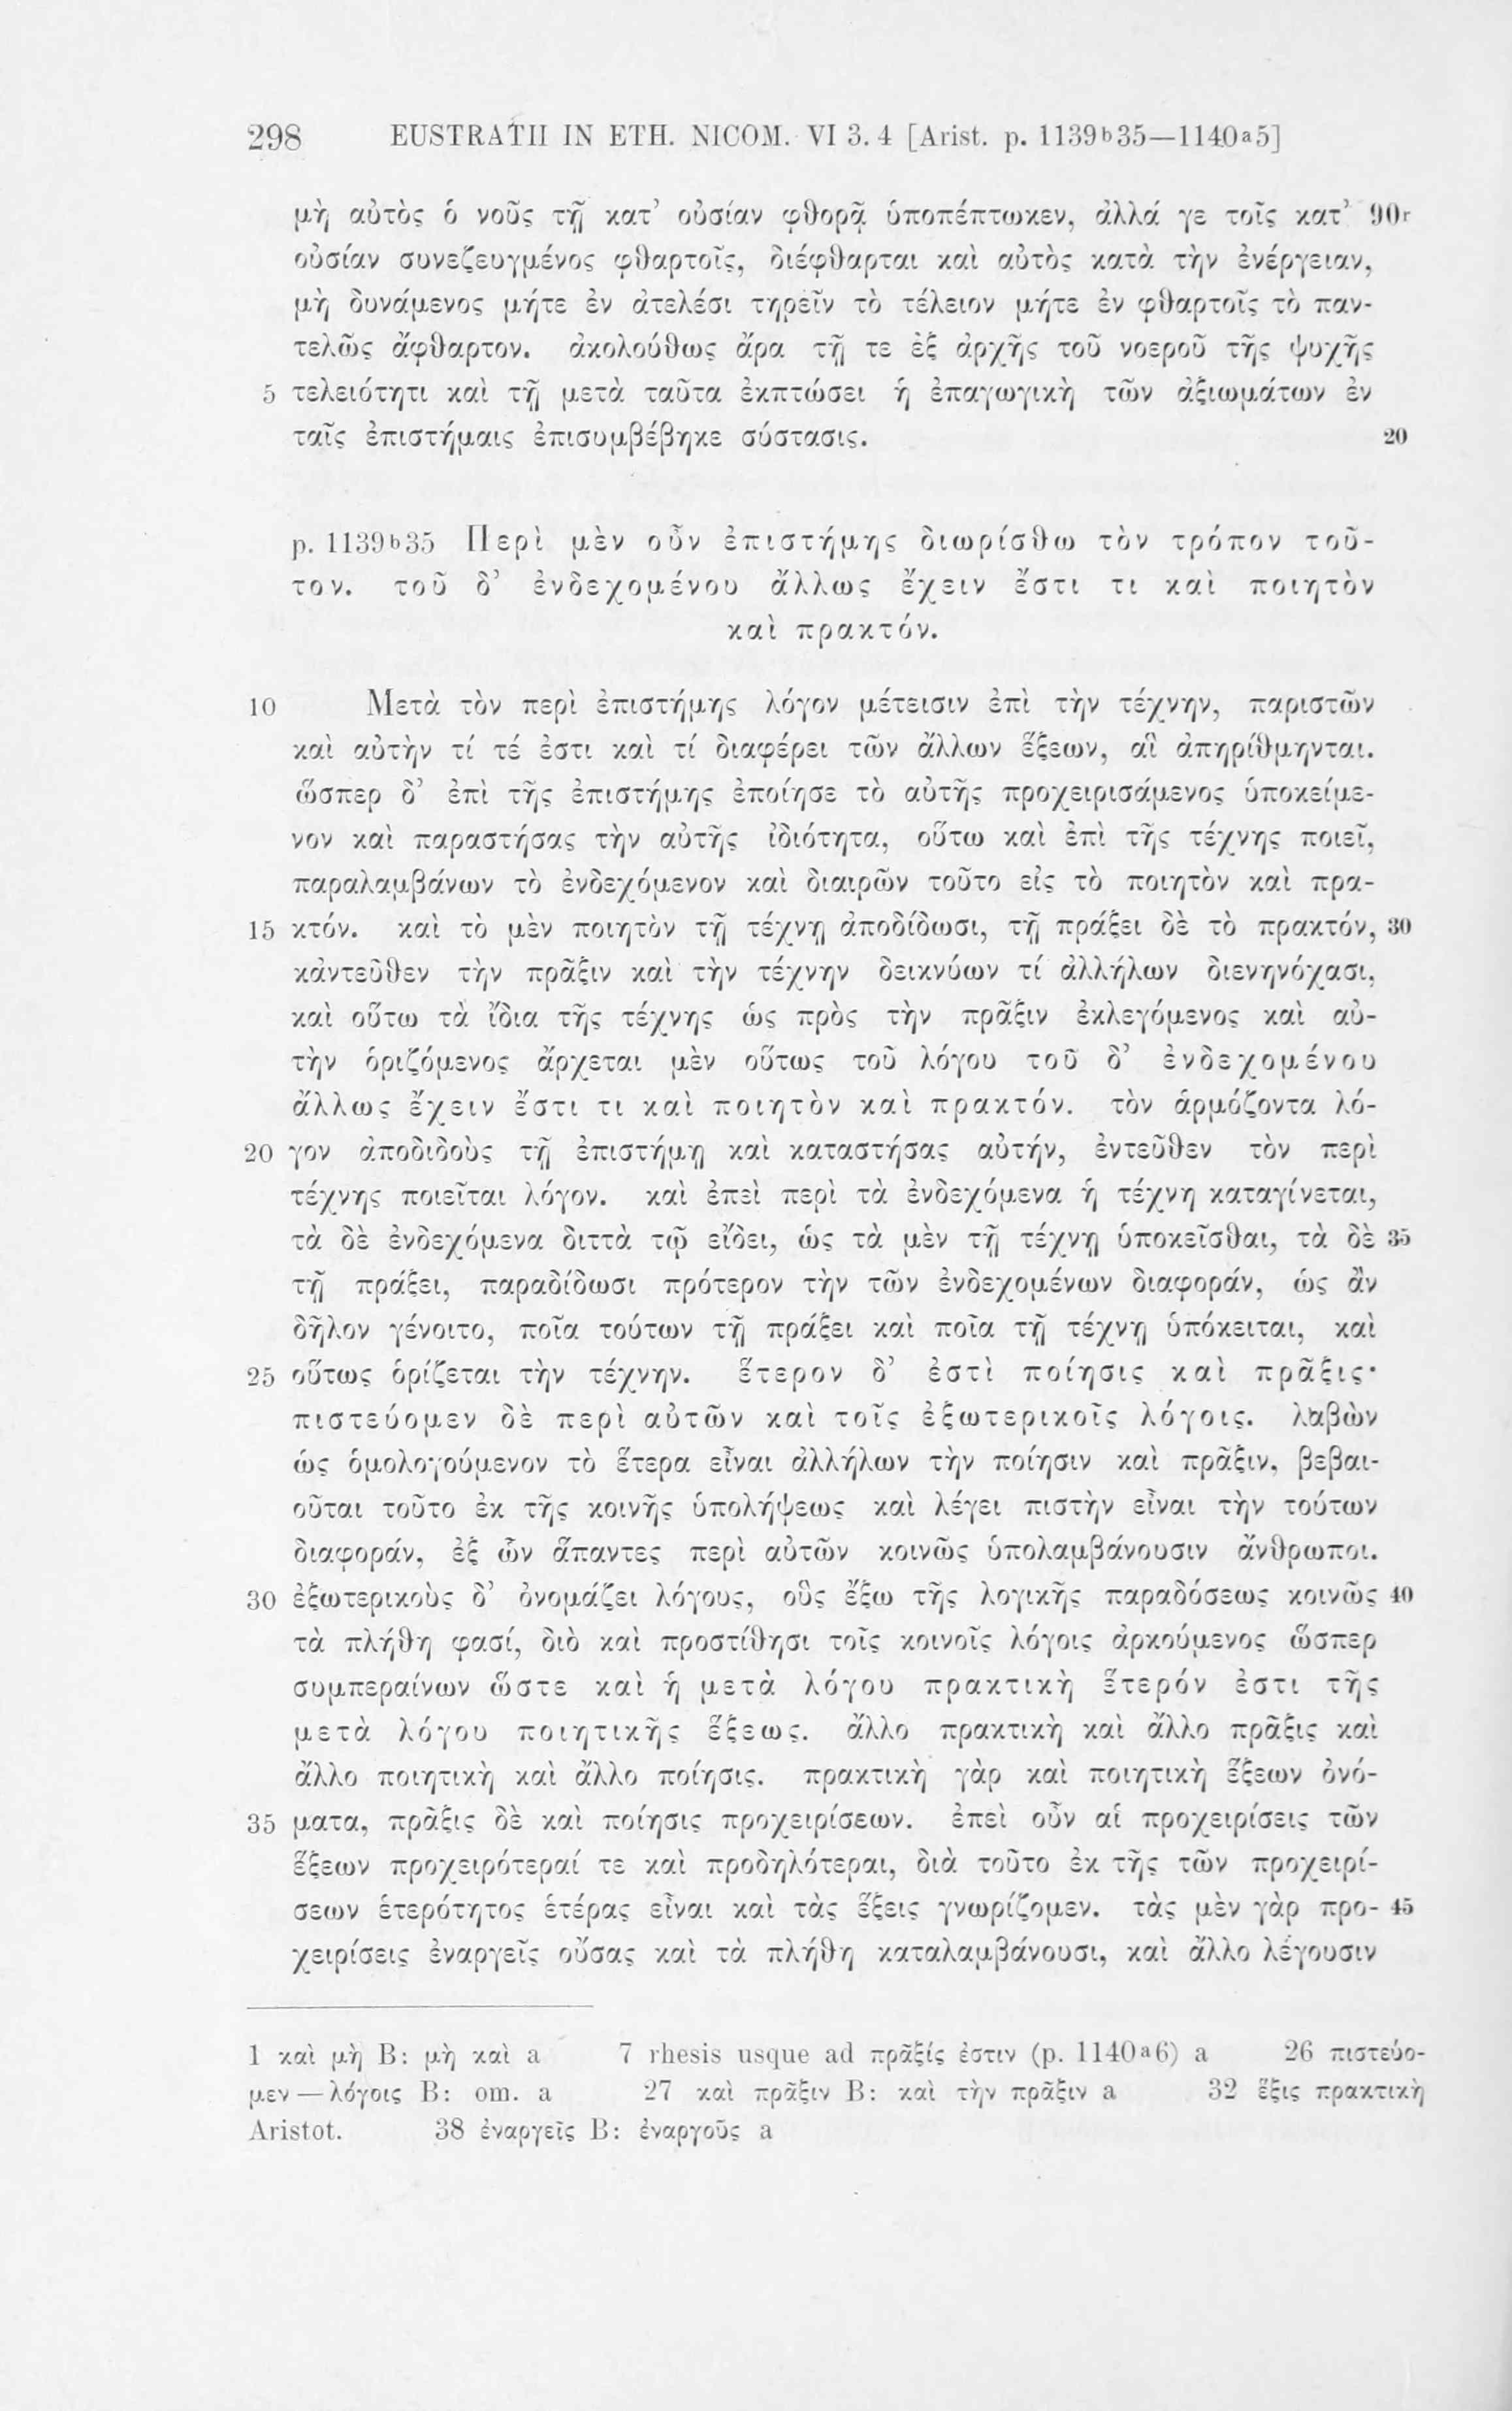 298 EUSTRATII IN ETH. NICOM. VI 3. 4 [Arist. p. 1139b35—1140a5]
μὴ αὐτὸς ὁ νοῦς τῇ κατ’ οὐσίαν φθορᾷ ὑποπέπτωκεν, ἀλλά γε τοῖς κατ’ 90r
οὐσίαν συνεζευγμένος φθαρτοῖς, διέφθαρται καὶ αὐτὸς κατὰ τὴν ἐνέργειαν,
μὴ δυνάμενος μήτε ἐν ἀτελέσι τηρεῖν τὸ τέλειον μήτε ἐν φθαρτοῖς τὸ παν-
τελῶς ἄφθαρτον. ἀκολούθως ἄρα τῇ τε ἐξ ἀρχῆς τοῦ νοεροῦ τῆς ψυχῆς
5 τελειότητι καὶ τῇ μετὰ ταῦτα ἐκπτώσει ἡ ἐπαγωγικὴ τῶν ἀξιωμάτων ἐν
ταῖς ἐπιστήμαις ἐπισυμβέβηκε σύστασις. 20
p. 1139b35 Περὶ μὲν οὖν ἐπιστήμης διωρίσθω τὸν τρόπον τοῦ-
τον. τοῦ δ’ ἐνδεχομένου ἄλλως ἔχειν ἔστι τι καὶ ποιητὸν
καὶ πρακτόν.
10 Μετὰ τὸν περὶ ἐπιστήμης λόγον μέτεισιν ἐπὶ τὴν τέχνην, παριστῶν
καὶ αὐτὴν τί τέ ἐστι καὶ τί διαφέρει τῶν ἄλλων ἕξεων, αἳ ἀπηρίθμηνται.
ὥσπερ δ’ ἐπὶ τῆς ἐπιστήμης ἐποίησε τὸ αὐτῆς προχειρισάμενος ὑποκείμε-
νον καὶ παραστήσας τὴν αὐτῆς ἰδιότητα, οὕτω καὶ ἐπὶ τῆς τέχνης ποιεῖ,
παραλαμβάνων τὸ ἐνδεχόμενον καὶ διαιρῶν τοῦτο εἰς τὸ ποιητὸν καὶ πρα-
15 κτόν. καὶ τὸ μὲν ποιητὸν τῇ τέχνῃ ἀποδίδωσι, τῇ πράξει δὲ τὸ πρακτόν, 30
κἀντεῦθεν τὴν πρᾶξιν καὶ τὴν τέχνην δεικνύων τί ἀλλήλων διενηνόχασι,
καὶ οὕτω τὰ ἴδια τῆς τέχνης ὡς πρὸς τὴν πρᾶξιν ἐκλεγόμενος καὶ αὐ-
τὴν ὁριζόμενος ἄρχεται μὲν οὕτως τοῦ λόγου τοῦ δ’ ἐνδεχομένου
ἄλλως ἔχειν ἔστι τι καὶ ποιητὸν καὶ πρακτόν. τὸν ἁρμόζοντα λό-
20 γον ἀποδιδοὺς τῇ ἐπιστήμῃ καὶ καταστήσας αὐτήν, ἐντεῦθεν τὸν περὶ
τέχνης ποιεῖται λόγον. καὶ ἐπεὶ περὶ τὰ ἐνδεχόμενα ἡ τέχνη καταγίνεται,
τὰ δὲ ἐνδεχόμενα διττὰ τῷ εἴδει, ὡς τὰ μὲν τῇ τέχνῃ ὑποκεῖσθαι, τὰ δὲ 35
τῇ πράξει, παραδίδωσι πρότερον τὴν τῶν ἐνδεχομένων διαφοράν, ὡς ἂν
δῆλον γένοιτο, ποῖα τούτων τῇ πράξει καὶ ποῖα τῇ τέχνῃ ὑπόκειται, καὶ
25 οὕτως ὁρίζεται τὴν τέχνην. ἕτερον δ’ ἐστὶ ποίησις καὶ πρᾶξις·
πιστεύομεν δὲ περὶ αὐτῶν καὶ τοῖς ἐξωτερικοῖς λόγοις. λαβὼν
ὡς ὁμολογούμενον τὸ ἕτερα εἶναι ἀλλήλων τὴν ποίησιν καὶ πρᾶξιν, βεβαι-
οῦται τοῦτο ἐκ τῆς κοινῆς ὑπολήψεως καὶ λέγει πιστὴν εἶναι τὴν τούτων
διαφοράν, ἐξ ὧν ἅπαντες περὶ αὐτῶν κοινῶς ὑπολαμβάνουσιν ἄνθρωποι.
30 ἐξωτερικοὺς δ’ ὀνομάζει λόγους, οὓς ἔξω τῆς λογικῆς παραδόσεως κοινῶς 40
τὰ πλήθη φασί, διὸ καὶ προστίθησι τοῖς κοινοῖς λόγοις ἀρκούμενος ὥσπερ
συμπεραίνων ὥστε καὶ ἡ μετὰ λόγου πρακτικὴ ἕτερόν ἐστι τῆς
μετὰ λόγου ποιητικῆς ἕξεως. ἄλλο πρακτικὴ καὶ ἄλλο πρᾶξις καὶ
ἄλλο ποιητικὴ καὶ ἄλλο ποίησις. πρακτικὴ γὰρ καὶ ποιητικὴ ἕξεων ὀνό-
35 ματα, πρᾶξις δὲ καὶ ποίησις προχειρίσεων. ἐπεὶ οὖν αἱ προχειρίσεις τῶν
ἕξεων προχειρότεραί τε καὶ προδηλότεραι, διὰ τοῦτο ἐκ τῆς τῶν προχειρί-
σεων ἑτερότητος ἑτέρας εἶναι καὶ τὰς ἕξεις γνωρίζομεν. τὰς μὲν γὰρ προ- 45
χειρίσεις ἐναργεῖς οὔσας καὶ τὰ πλήθη καταλαμβάνουσι, καὶ ἄλλο λέγουσιν
1 καὶ μὴ B: μὴ καὶ a 7 rhesis usque ad πρᾶξίς ἐστιν (p. 1140a6) a 26 πιστεύο-
μεν — λόγοις B: om. a 27 καὶ πρᾶξιν B: καὶ τὴν πρᾶξιν a 32 ἕξις πρακτικὴ
Aristot. 38 ἐναργεῖς B: ἐναργοῦς a